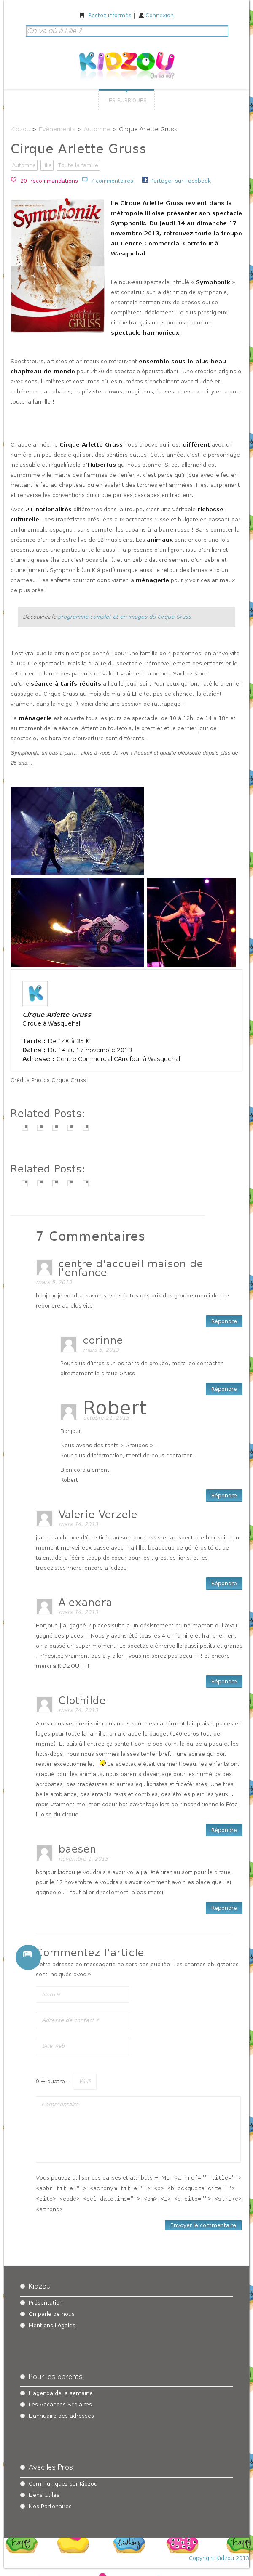 Restez informés | Connexion
On va où à Lille ?
KIDZOU
LES RUBRIQUES
Kidzou > Evènements > Automne > Cirque Arlette Gruss
Cirque Arlette Gruss
Automne Lille Toute la famille
20 recommandations 7 commentaires Partager sur Facebook
SympHonik
ARLETTE GRUSS
Le Cirque Arlette Gruss revient dans la
métropole lilloise présenter son spectacle
Symphonik. Du jeudi 14 au dimanche 17
novembre 2013, retrouvez toute la troupe
au Cencre Commercial Carrefour à
Wasquehal.
Le nouveau spectacle intitulé « Symphonik »
est construit sur la définition de symphonie,
ensemble harmonieux de choses qui se
complètent idéalement. Le plus prestigieux
cirque français nous propose donc un
spectacle harmonieux.
Spectateurs, artistes et animaux se retrouvent ensemble sous le plus beau
chapiteau de monde pour 2h30 de spectacle époustouflant. Une création originale
avec sons, lumières et costumes où les numéros s'enchainent avec fluidité et
cohérence : acrobates, trapéziste, clowns, magiciens, fauves, chevaux... il y en a pour
toute la famille !
Chaque année, le Cirque Arlette Gruss nous prouve qu'il est différent avec un
numéro peu décalé qui sort des sentiers battus. Cette année, c'est le personnage
inclassable et inqualifiable d'Hubertus qui nous étonne. Si cet allemand est
surnommé « le maître des flammes de l'enfer », c'est pour jouer avec le feu en
mettant le feu au chapiteau ou en avalant des torches enflammées. Il est surprenant
et renverse les conventions du cirque par ses cascades en tracteur.
Avec 21 nationalités différentes dans la troupe, c'est une véritable richesse
culturelle : des trapézistes brésiliens aux acrobates russe et bulgare en passant par
un funambule espagnol, sans compter les cubains à la barre russe ! Sans compter la
présence d'un orchestre live de 12 musiciens. Les animaux sont encore une fois
présents avec une particularité là-aussi : la présence d'un ligron, issu d'un lion et
d'une tigresse (hé oui c'est possible !), et un zébresson, croisement d'un zèbre et
d'une jument. Symphonik (un K à part) marque aussi le retour des lamas et d'un
chameau. Les enfants pourront donc visiter la ménagerie pour y voir ces animaux
de plus près !
Découvrez le programme complet et en images du Cirque Gruss
Il est vrai que le prix n'est pas donné : pour une famille de 4 personnes, on arrive vite
à 100 € le spectacle. Mais la qualité du spectacle, l'émerveillement des enfants et le
retour en enfance des parents en valent vraiment la peine ! Sachez sinon
qu'une séance à tarifs réduits a lieu le jeudi soir. Pour ceux qui ont raté le premier
passage du Cirque Gruss au mois de mars à Lille (et pas de chance, ils étaient
vraiment dans la neige !), voici donc une session de rattrapage !
La ménagerie est ouverte tous les jours de spectacle, de 10 à 12h, de 14 à 18h et
au moment de la séance. Attention toutefois, le premier et le dernier jour de
spectacle, les horaires d'ouverture sont différents.
Symphonik, un cas à part... alors à vous de voir ! Accueil et qualité plébiscité depuis plus de
25 ans...
Cirque Arlette Gruss
Cirque à Wasquehal
Tarifs : De 14€ à 35 €
Dates : Du 14 au 17 novembre 2013
Adresse : Centre Commercial CArrefour à Wasquehal
Crédits Photos Cirque Gruss
Related Posts:
Related Posts:
7 Commentaires
centre d'accueil maison de
l'enfance
mars 5, 2013
bonjour je voudrai savoir si vous faites des prix des groupe,merci de me
repondre au plus vite
Répondre
corinne
mars 5, 2013
Pour plus d'infos sur les tarifs de groupe, merci de contacter
directement le cirque Gruss.
Répondre
Robert
octobre 21, 2013
Bonjour,
Nous avons des tarifs « Groupes » .
Pour plus d'information, merci de nous contacter.
Bien cordialement.
Robert
Répondre
Valerie Verzele
mars 16, 2013
j'ai eu la chance d'être tirée au sort pour assister au spectacle hier soir : un
moment merveilleux passé avec ma fille, beaucoup de générosité et de
talent, de la féérie.,coup de coeur pour les tigres,les lions, et les
trapézistes.merci encore à kidzou!
Répondre
Alexandra
mars 16, 2013
Bonjour ,j'ai gagné 2 places suite a un désistement d'une maman qui avait
gagné des places !! Nous y avons été tous les 4 en famille et franchement
on a passé un super moment !Le spectacle émerveille aussi petits et grands
, n'hésitez vraiment pas a y aller , vous ne serez pas déçu !!!! et encore
merci a KIDZOU !!!!
Répondre
Clothilde
mars 24, 2013
Alors nous vendredi soir nous nous sommes carrément fait plaisir, places en
loges pour toute la famille, on a craqué le budget (140 euros tout de
même). Et puis à l'entrée ça sentait bon le pop-corn, la barbe à papa et les
hots-dogs, nous nous sommes laissés tenter bref... une soirée qui doit
rester exceptionnelle... Le spectacle était vraiment beau, les enfants ont
craqué pour les animaux, nous parents davantage pour les numéros des
acrobates, des trapézistes et autres équilibristes et filideféristes. Une très
belle ambiance, des enfants ravis et comblés, des étoiles plein les yeux...
mais vraiment moi mon coeur bat davantage lors de l'inconditionnelle Fête
lilloise du cirque.
Répondre
baesen
novembre 1, 2013
bonjour kidzou je voudrais s avoir voila j ai été tirer au sort pour le cirque
pour le 17 novembre je voudrais s avoir comment avoir les place que j ai
agnée ou il faut aller directement la bas merci
Répondre
Commentez l'article
Votre adresse de messagerie ne sera pas publiée. Les champs obligatoires
sont indiqués avec *
Nom *
Adresse de contact *
Site web
9 + quatre =
Commentaire
Vous pouvez utiliser ces balises et attributs HTML : <a href="" title="">
<abbr title=""> <acronym title=""> <b> <blockquote cite="">
<cite> <code> <del datetime=""> <em> <i> <q cite=""> <strike>
<strong>
Envoyer le commentaire
Kidzou
Présentation
On parle de nous
Mentions Légales
Pour les parents
L'agenda de la semaine
Les Vacances Scolaires
L'annuaire des adresses
Avec les Pros
Communiquez sur Kidzou
Liens Utiles
Nos Partenaires
Copyright Kidzou 2013